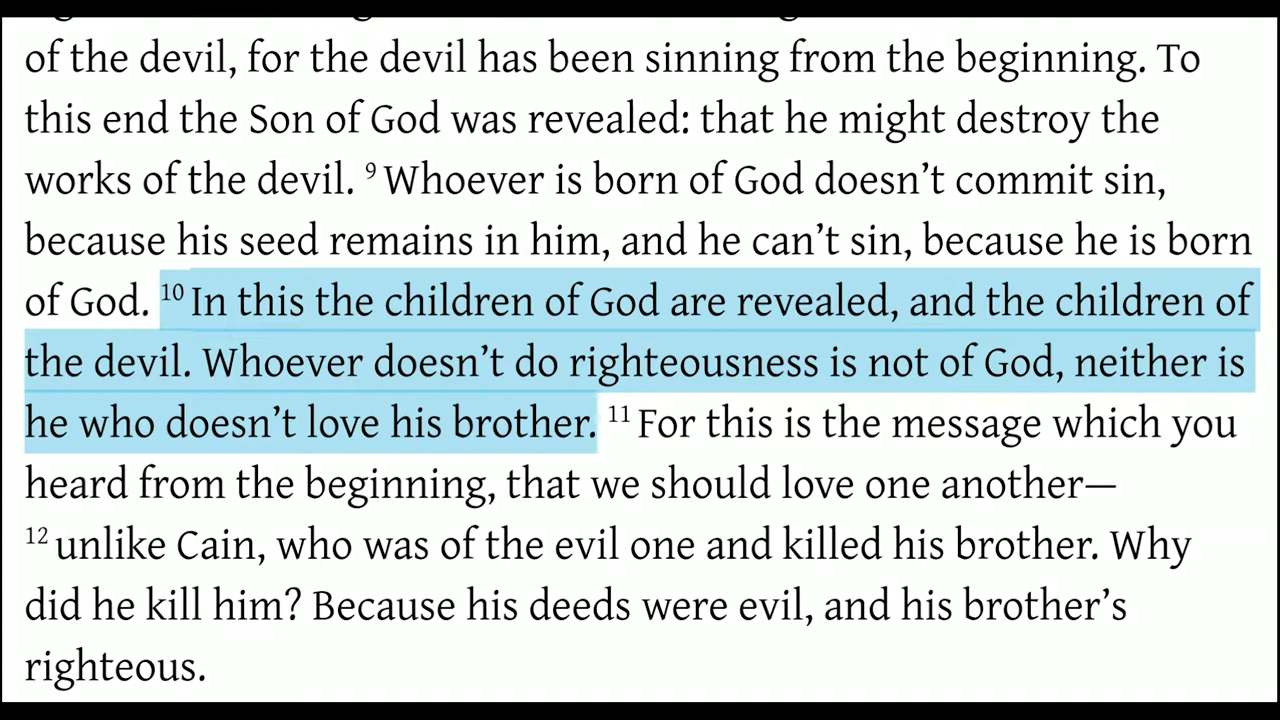 of the devil, for the devil has been sinning from the beginning. To
this end the Son of God was revealed: that he might destroy the
works of the devil. 9 Whoever is born of God doesn’t commit sin,
because his seed remains in him, and he can’t sin, because he is born
of God. 10 In this the children of God are revealed, and the children of
the devil. Whoever doesn’t do righteousness is not of God, neither is
he who doesn’t love his brother. 11 For this is the message which you
heard from the beginning, that we should love one another—
12 unlike Cain, who was of the evil one and killed his brother. Why
did he kill him? Because his deeds were evil, and his brother’s
righteous.